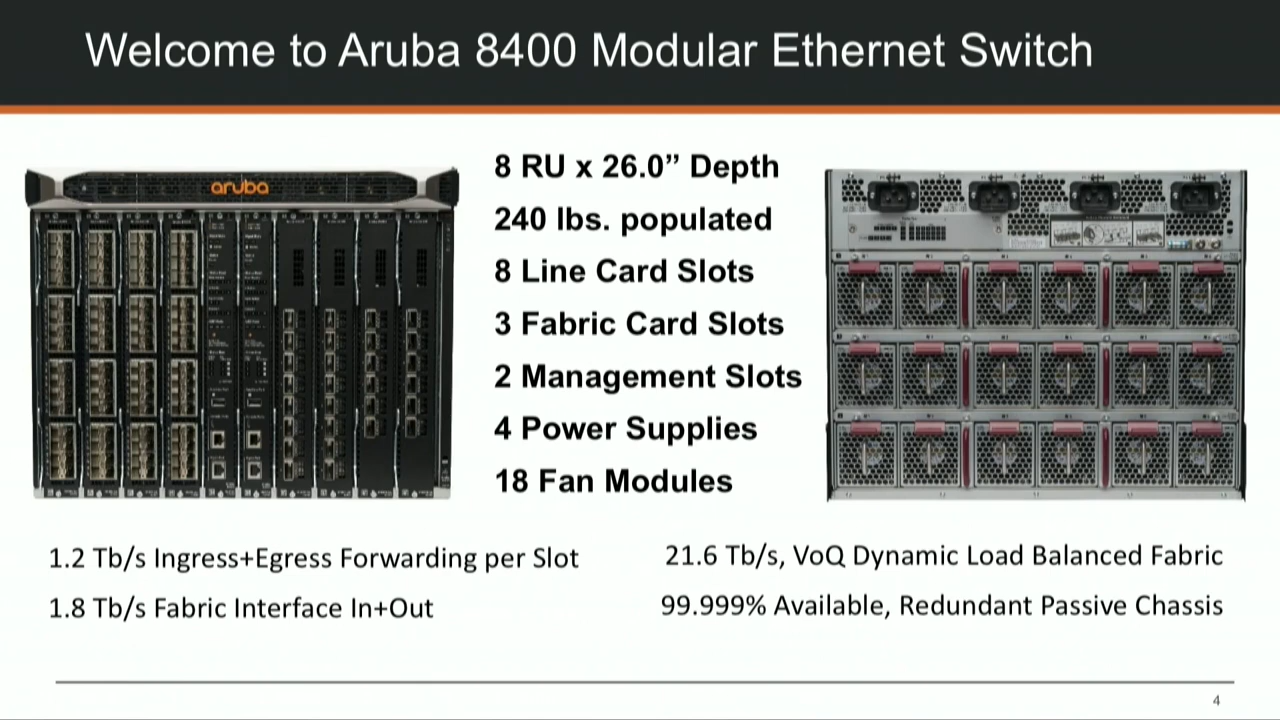 Welcome to Aruba 8400 Modular Ethernet Switch
aruba
8 RU x 26.0” Depth
240 lbs. populated
8 Line Card Slots
3 Fabric Card Slots
2 Management Slots
4 Power Supplies
18 Fan Modules
1.2 Tb/s Ingress+Egress Forwarding per Slot
1.8 Tb/s Fabric Interface In+Out
21.6 Tb/s, VoQ Dynamic Load Balanced Fabric
99.999% Available, Redundant Passive Chassis
4